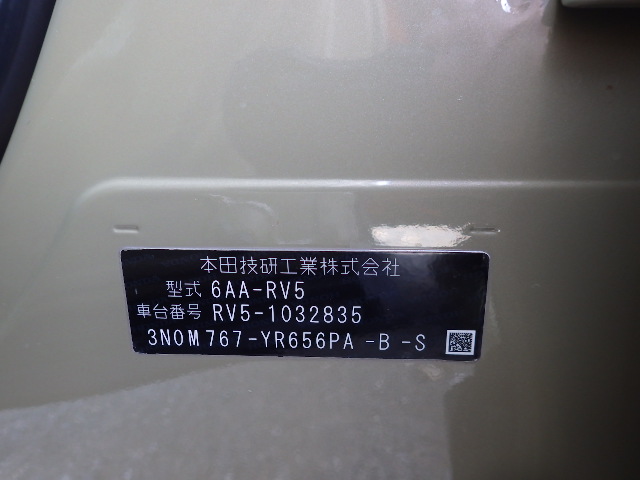 本田技研工業株式会社
型式 6AA-RV5
車台番号 RV5-1032835
3N0M767-YR656PA -B -S